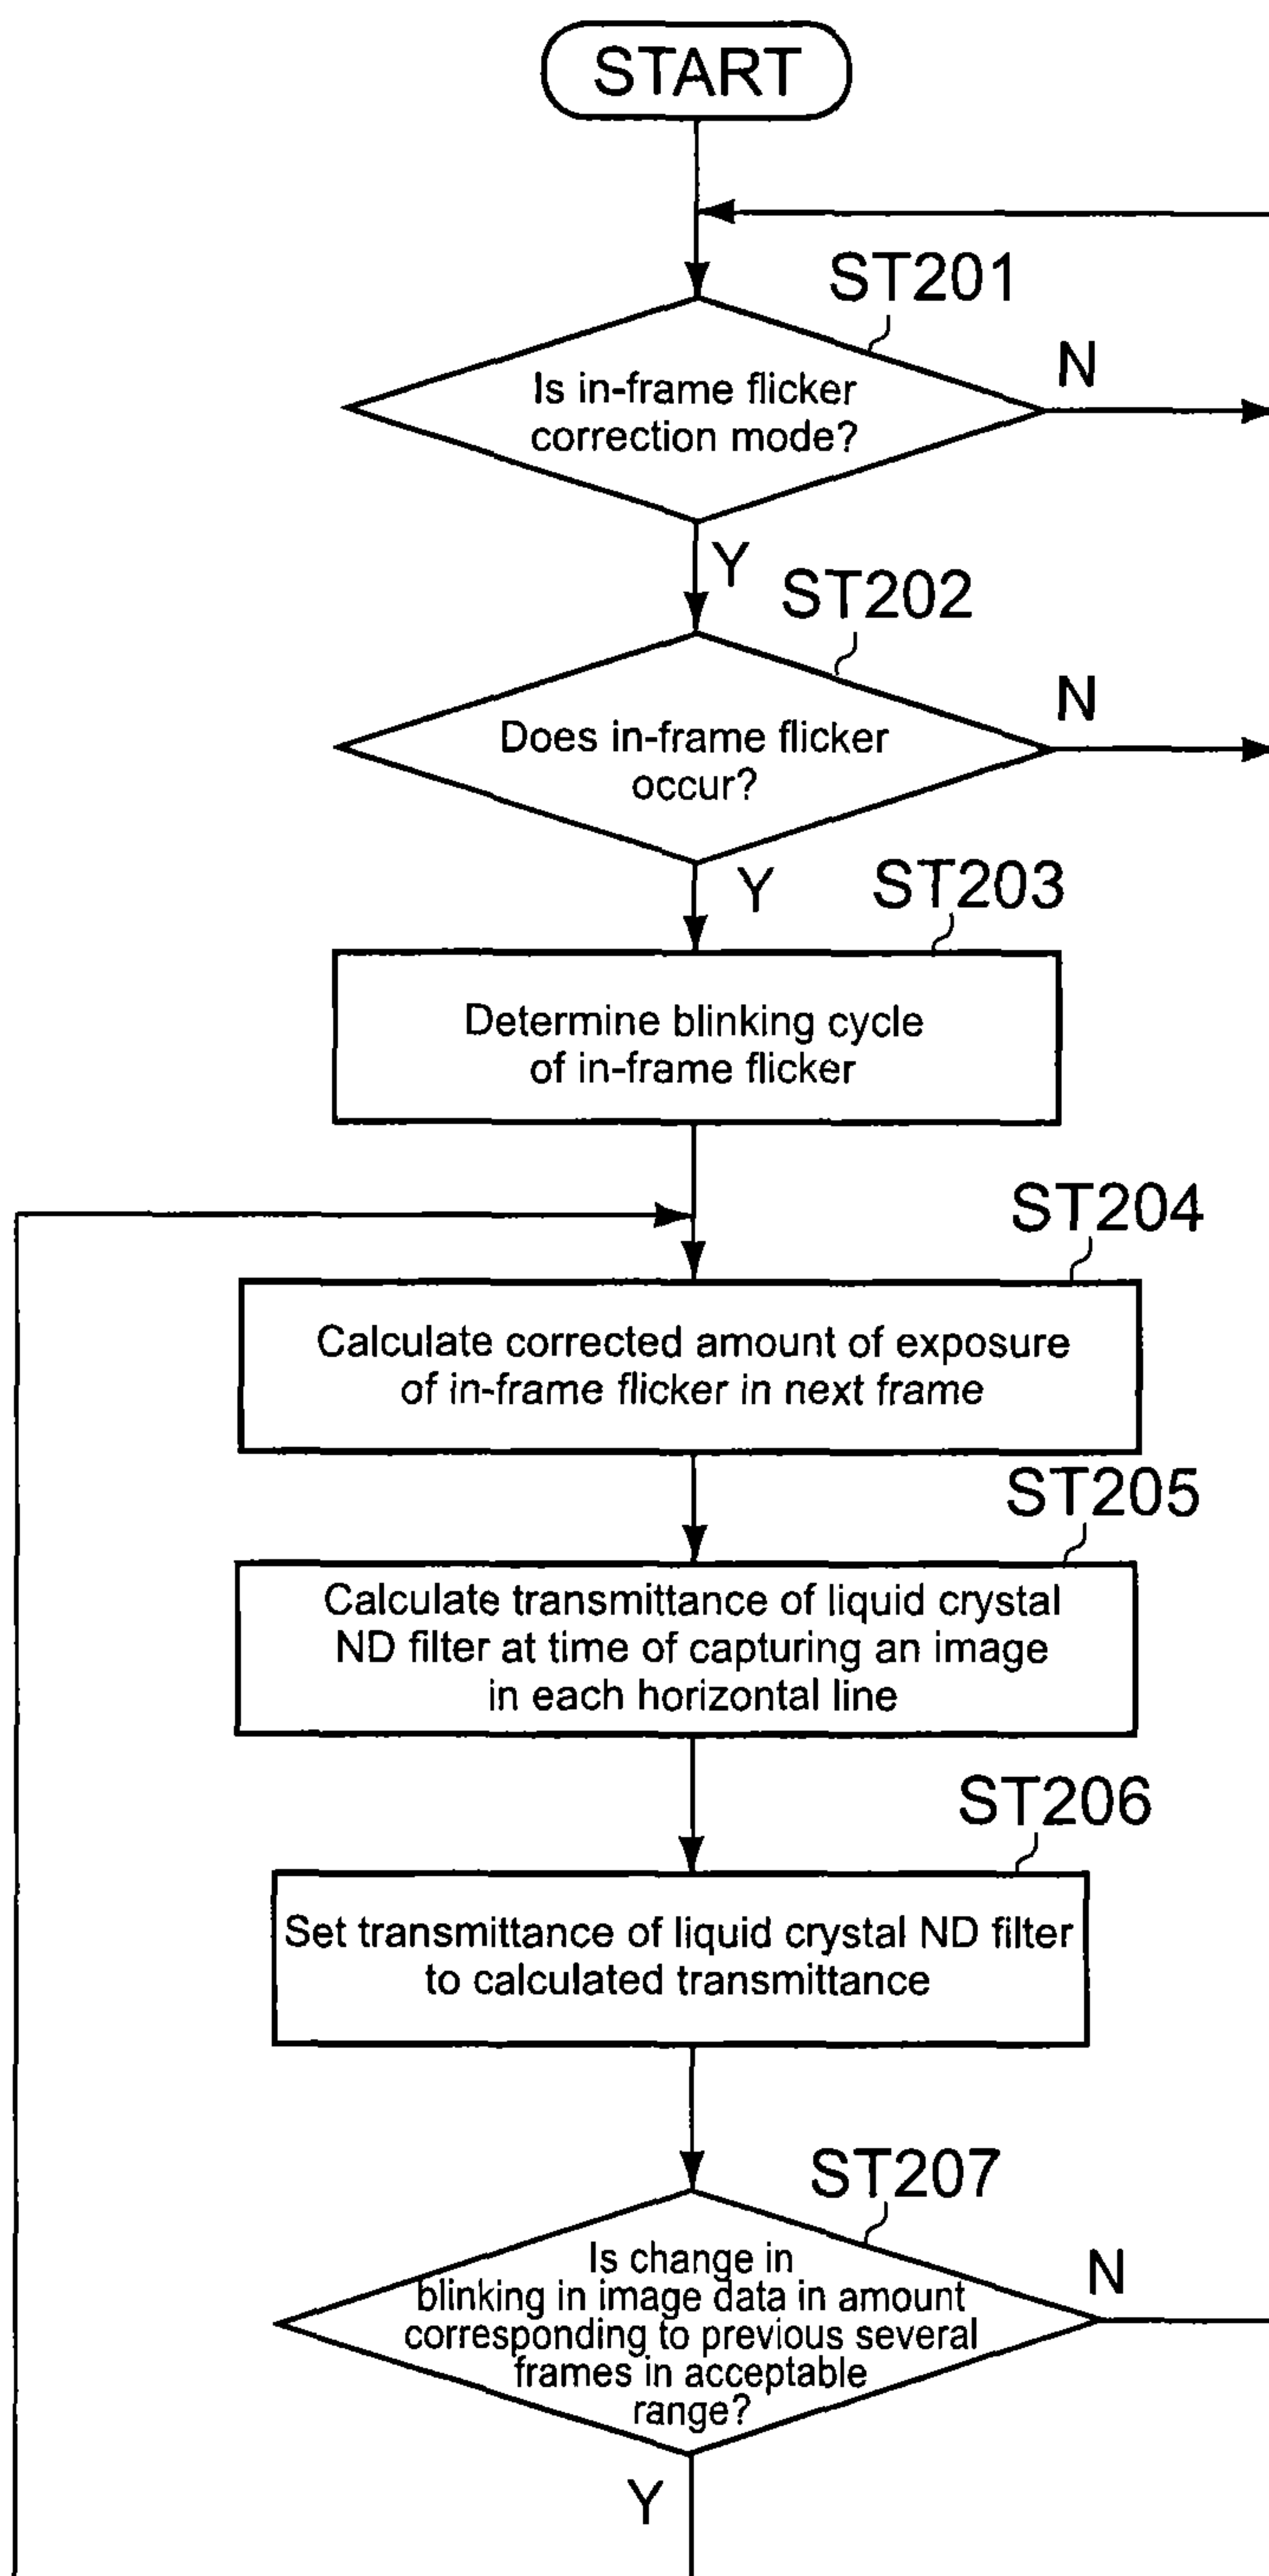 START
ST201
Is in-frame flicker
correction mode?
N
Y
ST202
Does in-frame flicker
occur?
N
Y
ST203
Determine blinking cycle
of in-frame flicker
ST204
Calculate corrected amount of exposure
of in-frame flicker in next frame
ST205
Calculate transmittance of liquid crystal
ND filter at time of capturing an image
in each horizontal line
ST206
Set transmittance of liquid crystal ND filter
to calculated transmittance
ST207
Is change in
blinking in image data in amount
corresponding to previous several
frames in acceptable
range?
N
Y